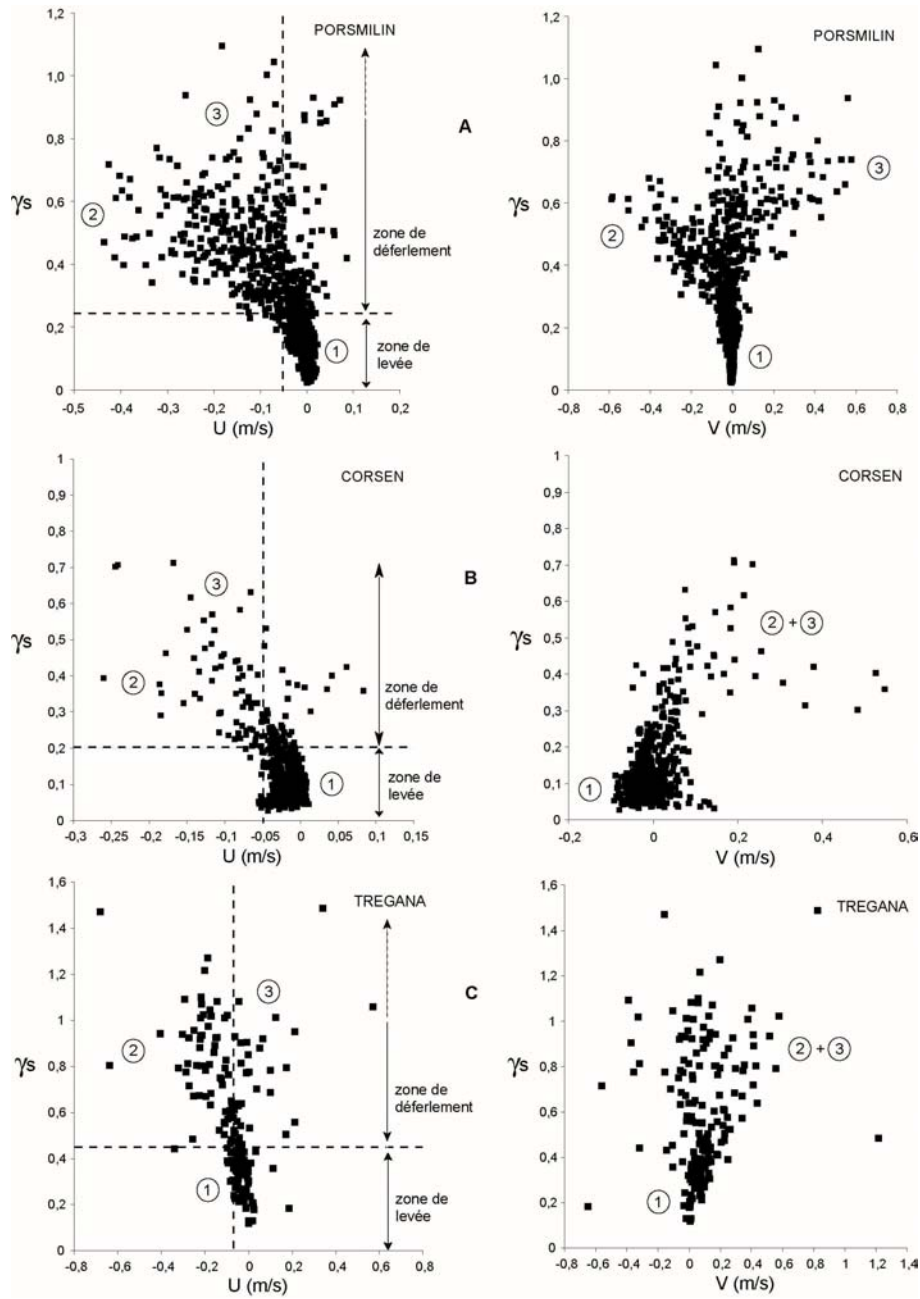 PORSMILIN
PORSMILIN
A
1,2
1,0
0,8
0,6
0,4
0,2
0
γs
3
2
1
zone de
déferlement
zone de
levée
-0,5 -0,4 -0,3 -0,2 -0,1 0 0,1 0,2
U (m/s)
1,2
1,0
0,8
0,6
0,4
0,2
0
3
2
1
-0,8 -0,6 -0,4 -0,2 0 0,2 0,4 0,6 0,8
V (m/s)
CORSEN
CORSEN
B
1
0,9
0,8
0,7
0,6
0,5
0,4
0,3
0,2
0,1
0
γs
3
2
1
zone de
déferlement
zone de
levée
-0,3 -0,25 -0,2 -0,15 -0,1 -0,05 0 0,05 0,1 0,15
U (m/s)
1
0,9
0,8
0,7
0,6
0,5
0,4
0,3
0,2
0,1
0
2 + 3
1
-0,2 0 0,2 0,4 0,6
V (m/s)
TREGANA
TREGANA
C
1,6
1,4
1,2
1
0,8
0,6
0,4
0,2
0
γs
3
2
1
zone de
déferlement
zone de
levée
-0,8 -0,6 -0,4 -0,2 0 0,2 0,4 0,6 0,8
U (m/s)
1,6
1,4
1,2
1
0,8
0,6
0,4
0,2
0
2 + 3
1
-0,8 -0,6 -0,4 -0,2 0 0,2 0,4 0,6 0,8 1 1,2 1,4
V (m/s)